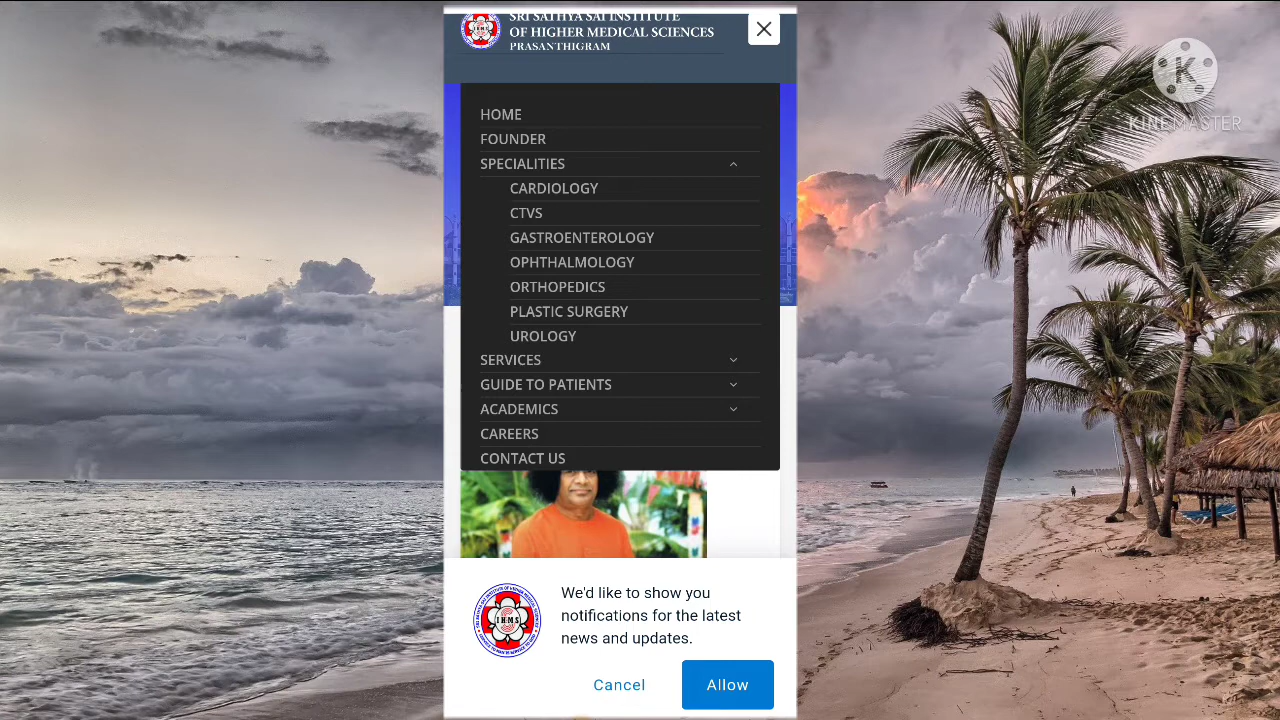 SRI SATHYA SAI INSTITUTE
OF HIGHER MEDICAL SCIENCES
PRASANTHIGRAM
KINEMASTER
HOME
FOUNDER
SPECIALITIES
CARDIOLOGY
CTVS
GASTROENTEROLOGY
OPHTHALMOLOGY
ORTHOPEDICS
PLASTIC SURGERY
UROLOGY
SERVICES
GUIDE TO PATIENTS
ACADEMICS
CAREERS
CONTACT US
IHMS
We'd like to show you
notifications for the latest
news and updates.
Cancel
Allow